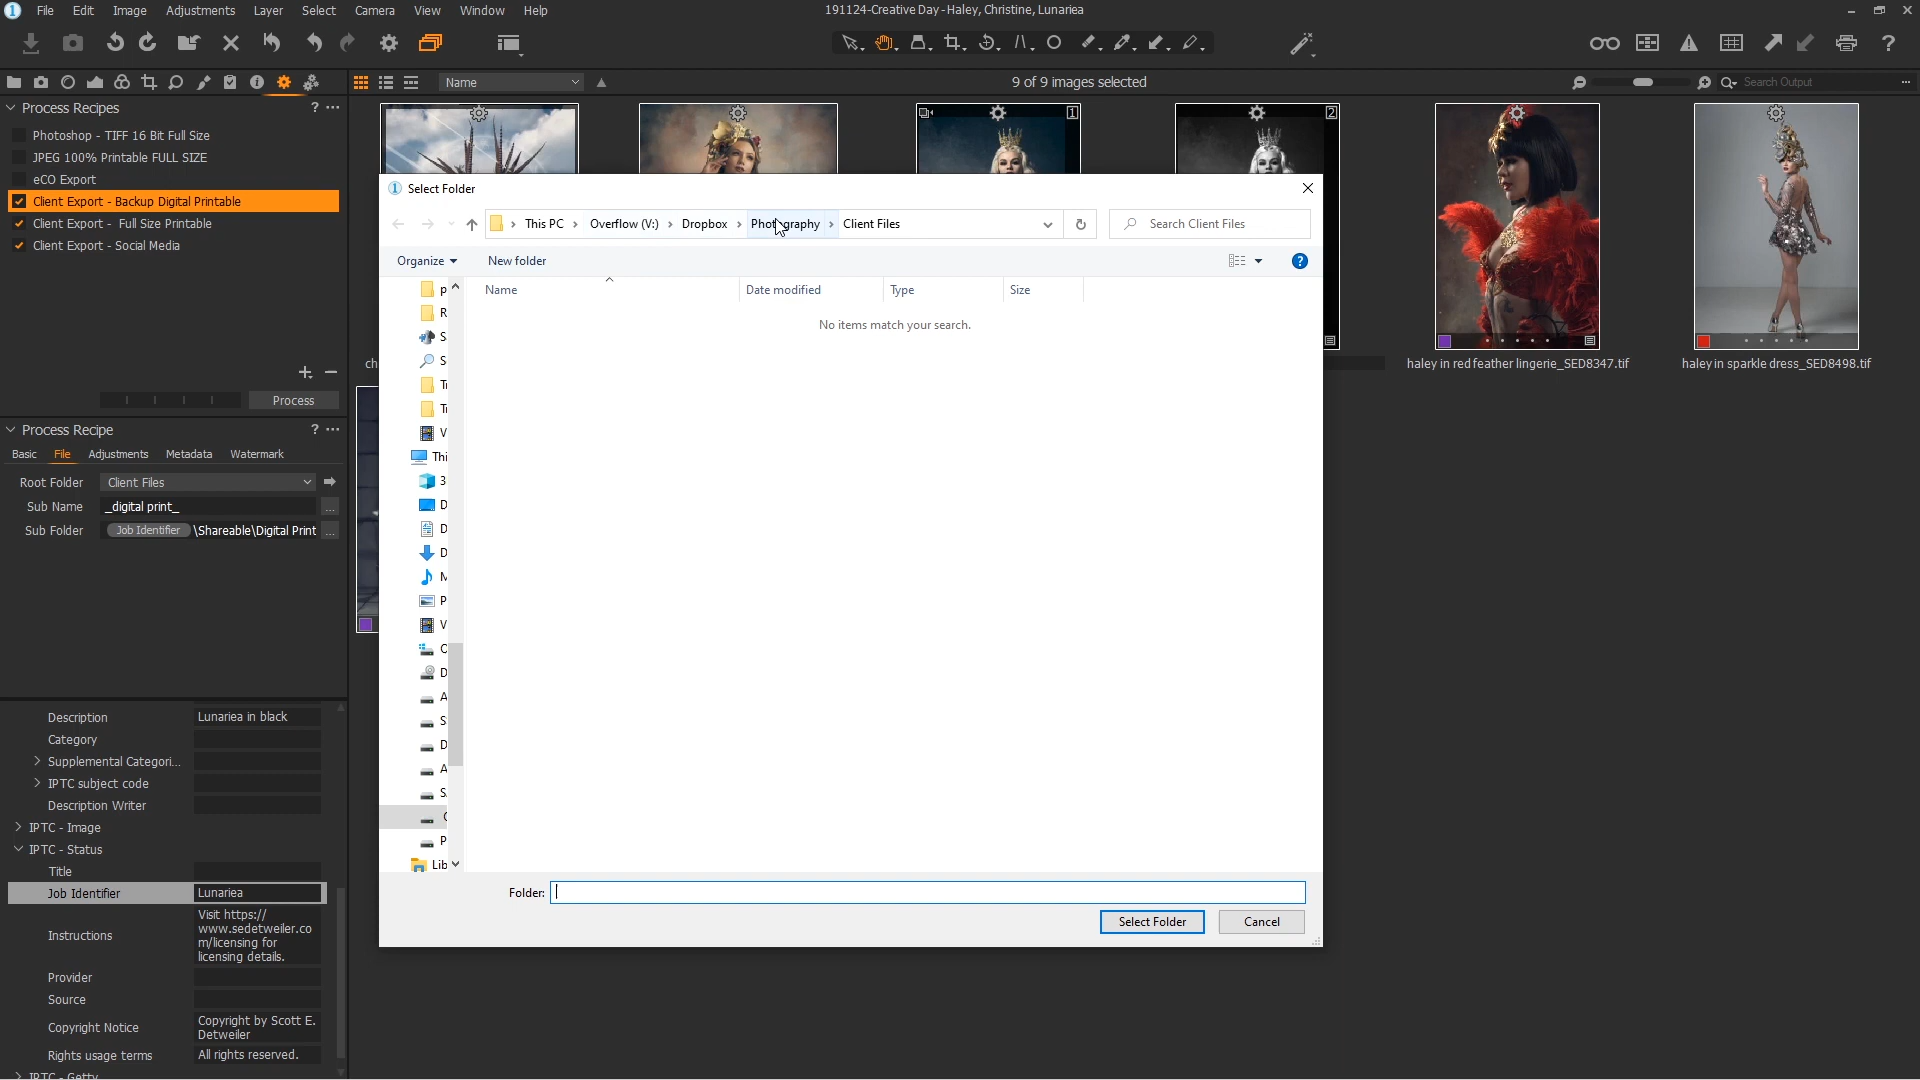 File Edit Image Adjustments Layer Select Camera View Window Help
191124-Creative Day - Haley, Christine, Lunariea
Name
9 of 9 images selected
Search Output
Process Recipes
Photoshop - TIFF 16 Bit Full Size
JPEG 100% Printable FULL SIZE
eCO Export
Client Export - Backup Digital Printable
Client Export - Full Size Printable
Client Export - Social Media
Process
Process Recipe
Basic File Adjustments Metadata Watermark
Root Folder Client Files
Sub Name _digital print_
Sub Folder Job Identifier \Shareable\Digital Print
Description Lunariea in black
Category
Supplemental Categori...
IPTC subject code
Description Writer
IPTC - Image
IPTC - Status
Title
Job Identifier Lunariea
Instructions
Visit https://
www.sedetweiler.co
m/licensing for
licensing details.
Provider
Source
Copyright Notice
Copyright by Scott E.
Detweiler
Rights usage terms All rights reserved.
IPTC - Getty
1
2
haley in red feather lingerie_SED8347.tif
haley in sparkle dress_SED8498.tif
Select Folder
This PC Overflow (V:) Dropbox Photography Client Files
Search Client Files
Organize New folder
Name Date modified Type Size
No items match your search.
Folder:
Select Folder Cancel